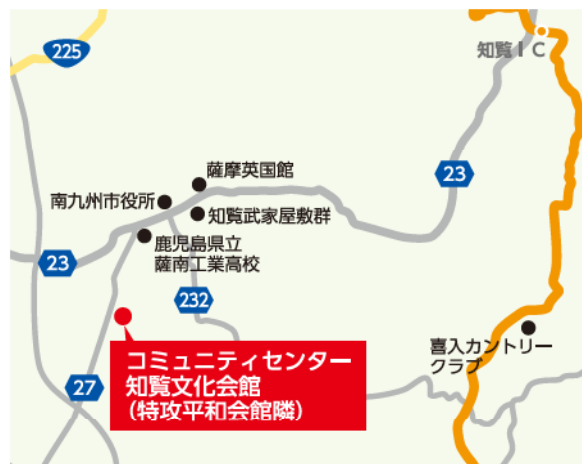 225
知覧IC
薩摩英国館
23
南九州市役所
知覧武家屋敷群
鹿児島県立
薩南工業高校
23
232
喜入カントリー
クラブ
コミュニティセンター
知覧文化会館
(特攻平和会館隣)
27